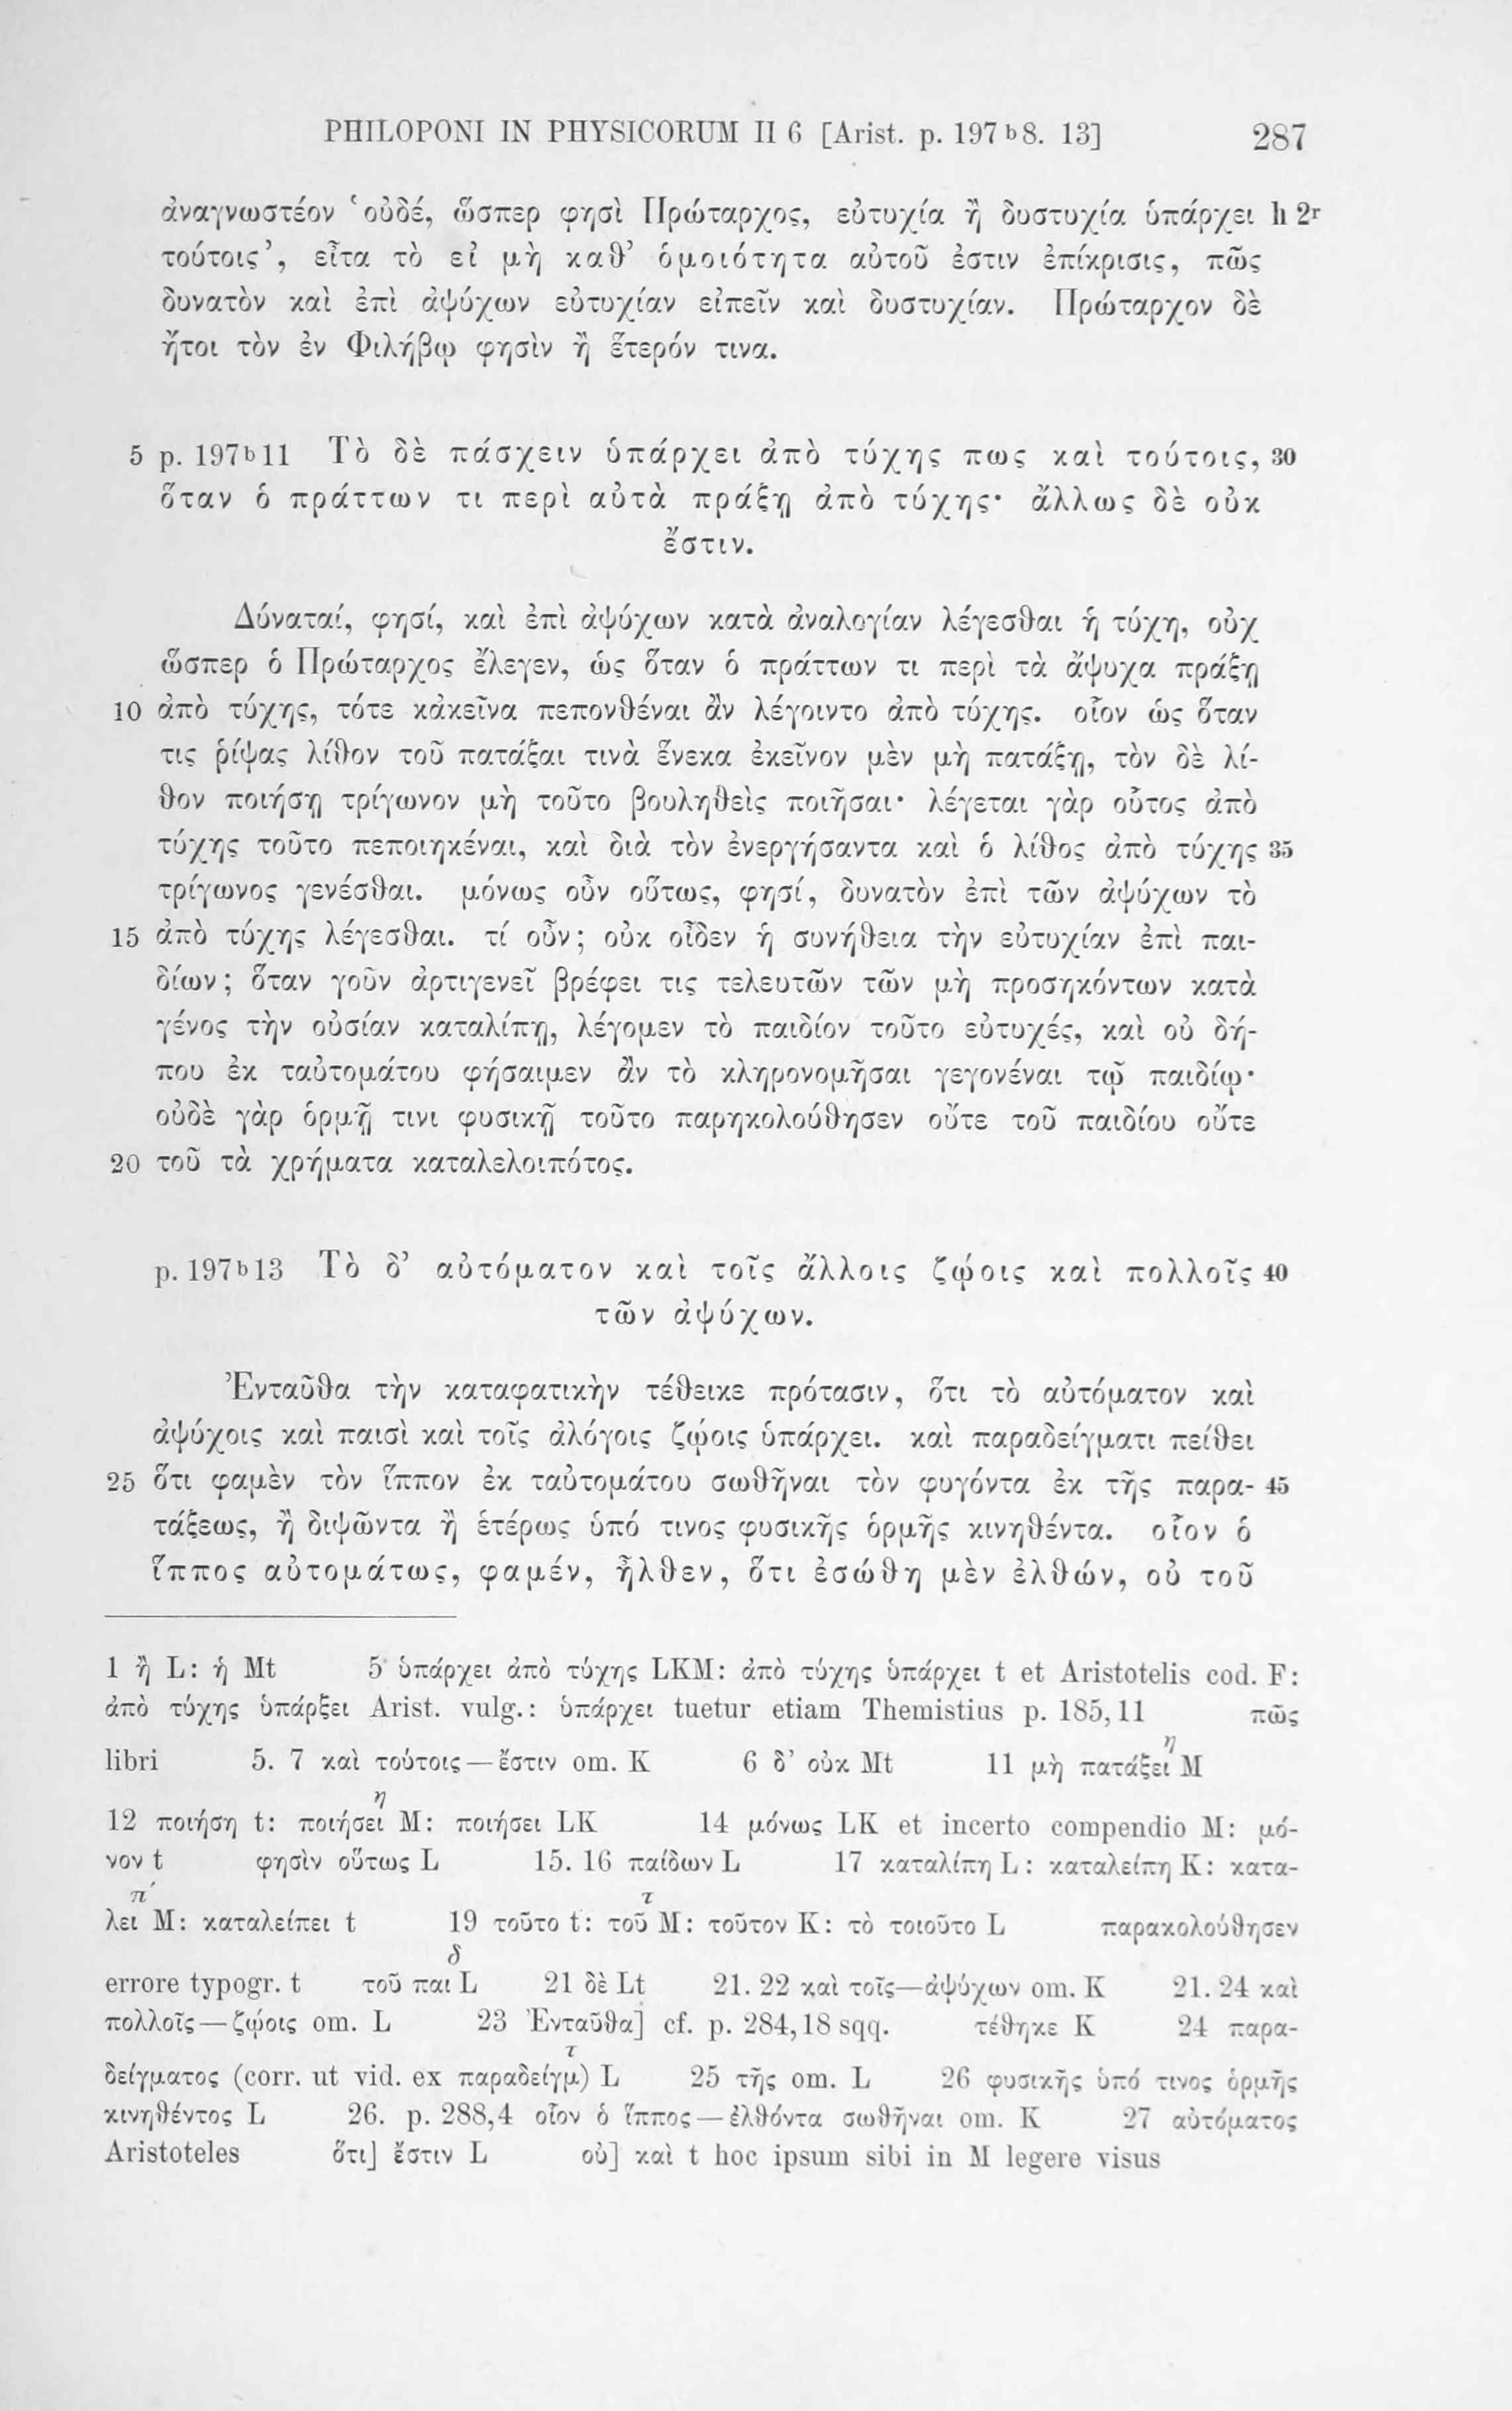 PHILOPONI IN PHYSICORUM II 6 [Arist. p. 197 b 8. 13] 287
ἀναγνωστέον ‘οὐδέ, ὥσπερ φησὶ Πρώταρχος, εὐτυχία ἢ δυστυχία ὑπάρχει h 2r
τούτοις’, εἶτα τὸ εἰ μὴ καθ’ ὁμοιότητα αὐτοῦ ἐστιν ἐπίκρισις, πῶς
δυνατὸν καὶ ἐπὶ ἀψύχων εὐτυχίαν εἰπεῖν καὶ δυστυχίαν. Πρώταρχον δὲ
ἤτοι τὸν ἐν Φιλήβῳ φησὶν ἢ ἕτερόν τινα.
5 p. 197b11 Τὸ δὲ πάσχειν ὑπάρχει ἀπὸ τύχης πως καὶ τούτοις, 30
ὅταν ὁ πράττων τι περὶ αὐτὰ πράξῃ ἀπὸ τύχης· ἄλλως δὲ οὐκ
ἔστιν.
Δύναταί, φησί, καὶ ἐπὶ ἀψύχων κατὰ ἀναλογίαν λέγεσθαι ἡ τύχη, οὐχ
ὥσπερ ὁ Πρώταρχος ἔλεγεν, ὡς ὅταν ὁ πράττων τι περὶ τὰ ἄψυχα πράξῃ
10 ἀπὸ τύχης, τότε κἀκεῖνα πεπονθέναι ἂν λέγοιντο ἀπὸ τύχης. οἷον ὡς ὅταν
τις ῥίψας λίθον τοῦ πατάξαι τινὰ ἕνεκα ἐκεῖνον μὲν μὴ πατάξῃ, τὸν δὲ λί-
θον ποιήσῃ τρίγωνον μὴ τοῦτο βουληθεὶς ποιῆσαι· λέγεται γὰρ οὗτος ἀπὸ
τύχης τοῦτο πεποιηκέναι, καὶ διὰ τὸν ἐνεργήσαντα καὶ ὁ λίθος ἀπὸ τύχης 35
τρίγωνος γενέσθαι. μόνως οὖν οὕτως, φησί, δυνατὸν ἐπὶ τῶν ἀψύχων τὸ
15 ἀπὸ τύχης λέγεσθαι. τί οὖν; οὐκ οἶδεν ἡ συνήθεια τὴν εὐτυχίαν ἐπὶ παι-
δίων; ὅταν γοῦν ἀρτιγενεῖ βρέφει τις τελευτῶν τῶν μὴ προσηκόντων κατὰ
γένος τὴν οὐσίαν καταλίπῃ, λέγομεν τὸ παιδίον τοῦτο εὐτυχές, καὶ οὐ δή-
που ἐκ ταὐτομάτου φήσαιμεν ἂν τὸ κληρονομῆσαι γεγονέναι τῷ παιδίῳ·
οὐδὲ γὰρ ὁρμῇ τινι φυσικῇ τοῦτο παρηκολούθησεν οὔτε τοῦ παιδίου οὔτε
20 τοῦ τὰ χρήματα καταλελοιπότος.
p. 197b13 Τὸ δ’ αὐτόματον καὶ τοῖς ἄλλοις ζῴοις καὶ πολλοῖς 40
τῶν ἀψύχων.
Ἐνταῦθα τὴν καταφατικὴν τέθεικε πρότασιν, ὅτι τὸ αὐτόματον καὶ
ἀψύχοις καὶ παισὶ καὶ τοῖς ἀλόγοις ζῴοις ὑπάρχει. καὶ παραδείγματι πείθει
25 ὅτι φαμὲν τὸν ἵππον ἐκ ταὐτομάτου σωθῆναι τὸν φυγόντα ἐκ τῆς παρα- 45
τάξεως, ἢ διψῶντα ἢ ἑτέρως ὑπό τινος φυσικῆς ὁρμῆς κινηθέντα. οἷον ὁ
ἵππος αὐτομάτως, φαμέν, ἦλθεν, ὅτι ἐσώθη μὲν ἐλθών, οὐ τοῦ
1 ἢ L: ἡ Mt 5 ὑπάρχει ἀπὸ τύχης LKM: ἀπὸ τύχης ὑπάρχει t et Aristotelis cod. F:
ἀπὸ τύχης ὑπάρξει Arist. vulg.: ὑπάρχει tuetur etiam Themistius p. 185,11 πῶς
libri 5. 7 καὶ τούτοις — ἔστιν om. K 6 δ’ οὐκ Mt 11 μὴ πατάξει η M
12 ποιήσῃ t: ποιήσει η M: ποιήσει LK 14 μόνως LK et incerto compendio M: μό-
νον t φησὶν οὕτως L 15. 16 παίδων L 17 καταλίπῃ L: καταλείπῃ K: κατα-
λει π M: καταλείπει t 19 τοῦτο t: τοῦ τ M: τοῦτον K: τὸ τοιοῦτο L παρακολούθησεν
errore typogr. t τοῦ παι δ L 21 δὲ Lt 21. 22 καὶ τοῖς—ἀψύχων om. K 21. 24 καὶ
πολλοῖς — ζῴοις om. L 23 Ἐνταῦθα] cf. p. 284,18 sqq. τέθηκε K 24 παρα-
δείγματος (corr. ut vid. ex παραδείγμ τ) L 25 τῆς om. L 26 φυσικῆς ὑπό τινος ὁρμῆς
κινηθέντος L 26. p. 288,4 οἷον ὁ ἵππος — ἐλθόντα σωθῆναι om. K 27 αὐτόματος
Aristoteles ὅτι] ἔστιν L οὐ] καὶ t hoc ipsum sibi in M legere visus